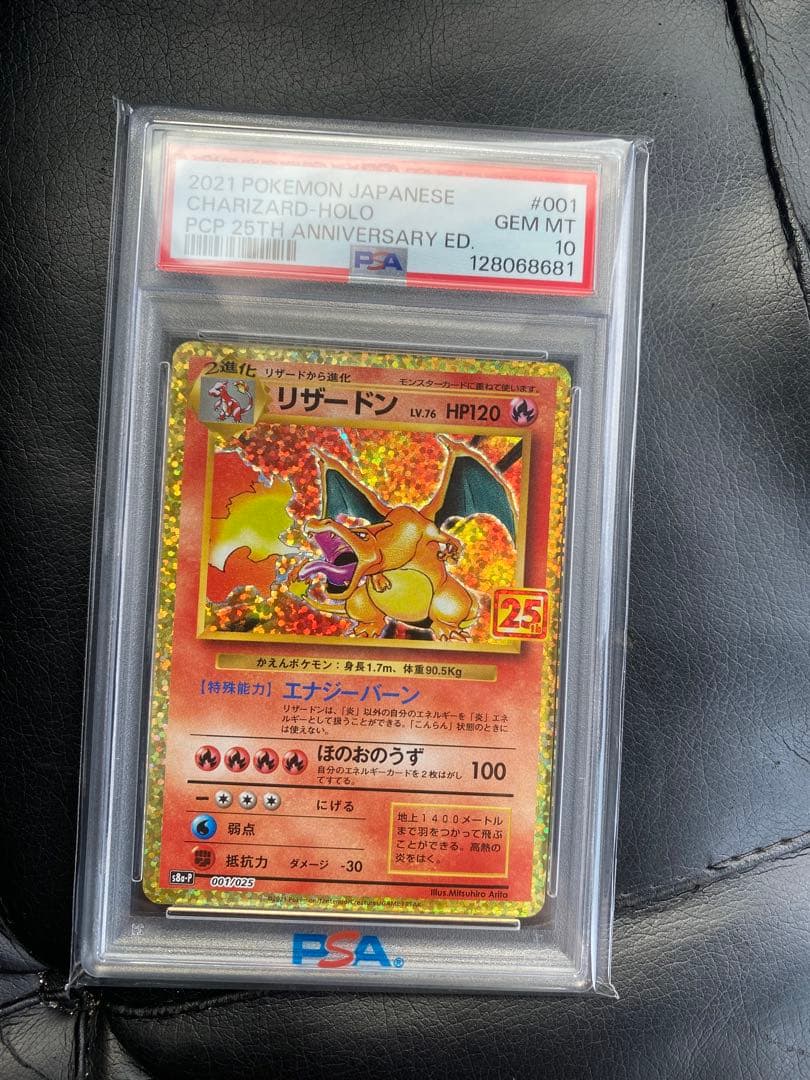 2021 POKEMON JAPANESE #001
CHARIZARD-HOLO GEM MT
PCP 25TH ANNIVERSARY ED. 10
PSA 128068681
2進化 リザードから進化 モンスターカードに重ねて使います。
リザードン LV.76 HP120
25th
かえんポケモン：身長1.7m、体重90.5Kg
【特殊能力】エナジーバーン
リザードンは、「炎」以外の自分のエネルギーを「炎」エネ
ルギーとして扱うことができる。「こんらん」状態のときに
は使えない。
ほのおのうず 100
自分のエネルギーカードを2枚はがし
てすてる。
にげる
弱点
抵抗力 ダメージ -30
地上1400メートル
まで羽をつかって飛ぶ
ことができる。高熱の
炎をはく。
s8a-P 001/025
Illus.Mitsuhiro Arita
©2021 Pokémon/Nintendo/Creatures/GAME FREAK
PSA®